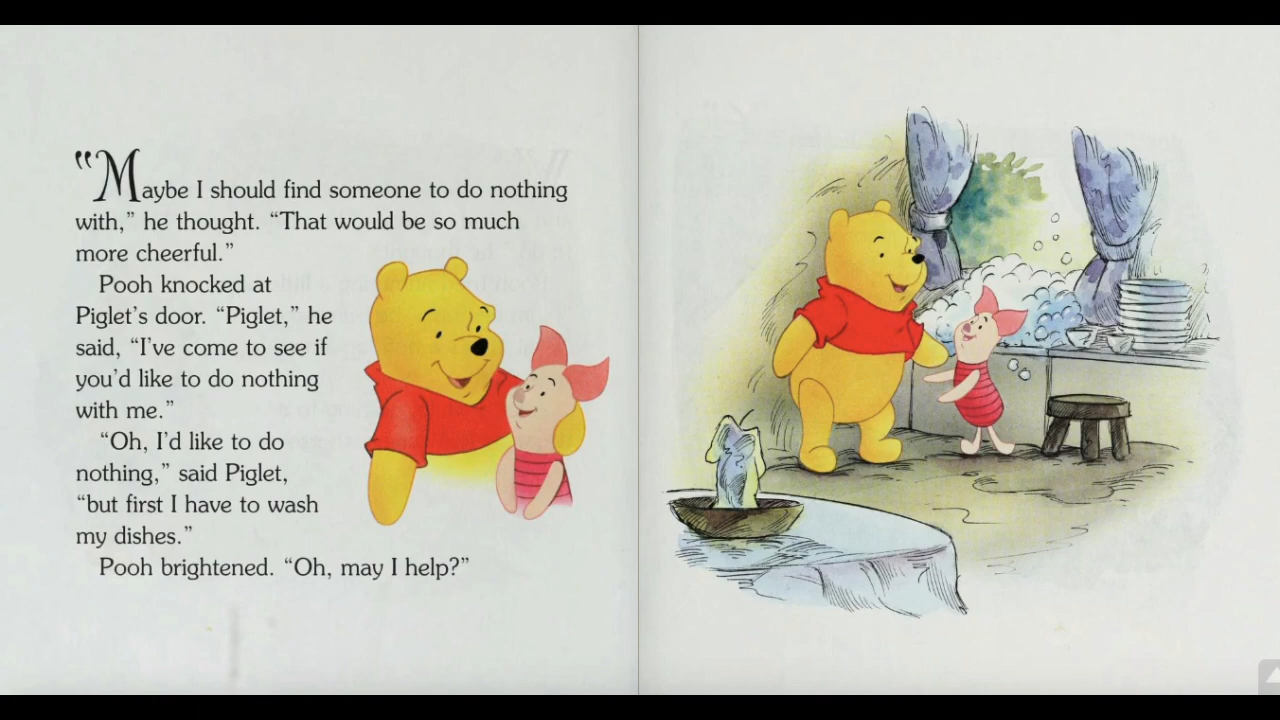 "Maybe I should find someone to do nothing
with," he thought. "That would be so much
more cheerful."
Pooh knocked at
Piglet's door. "Piglet," he
said, "I've come to see if
you'd like to do nothing
with me."
"Oh, I'd like to do
nothing," said Piglet,
"but first I have to wash
my dishes."
Pooh brightened. "Oh, may I help?"